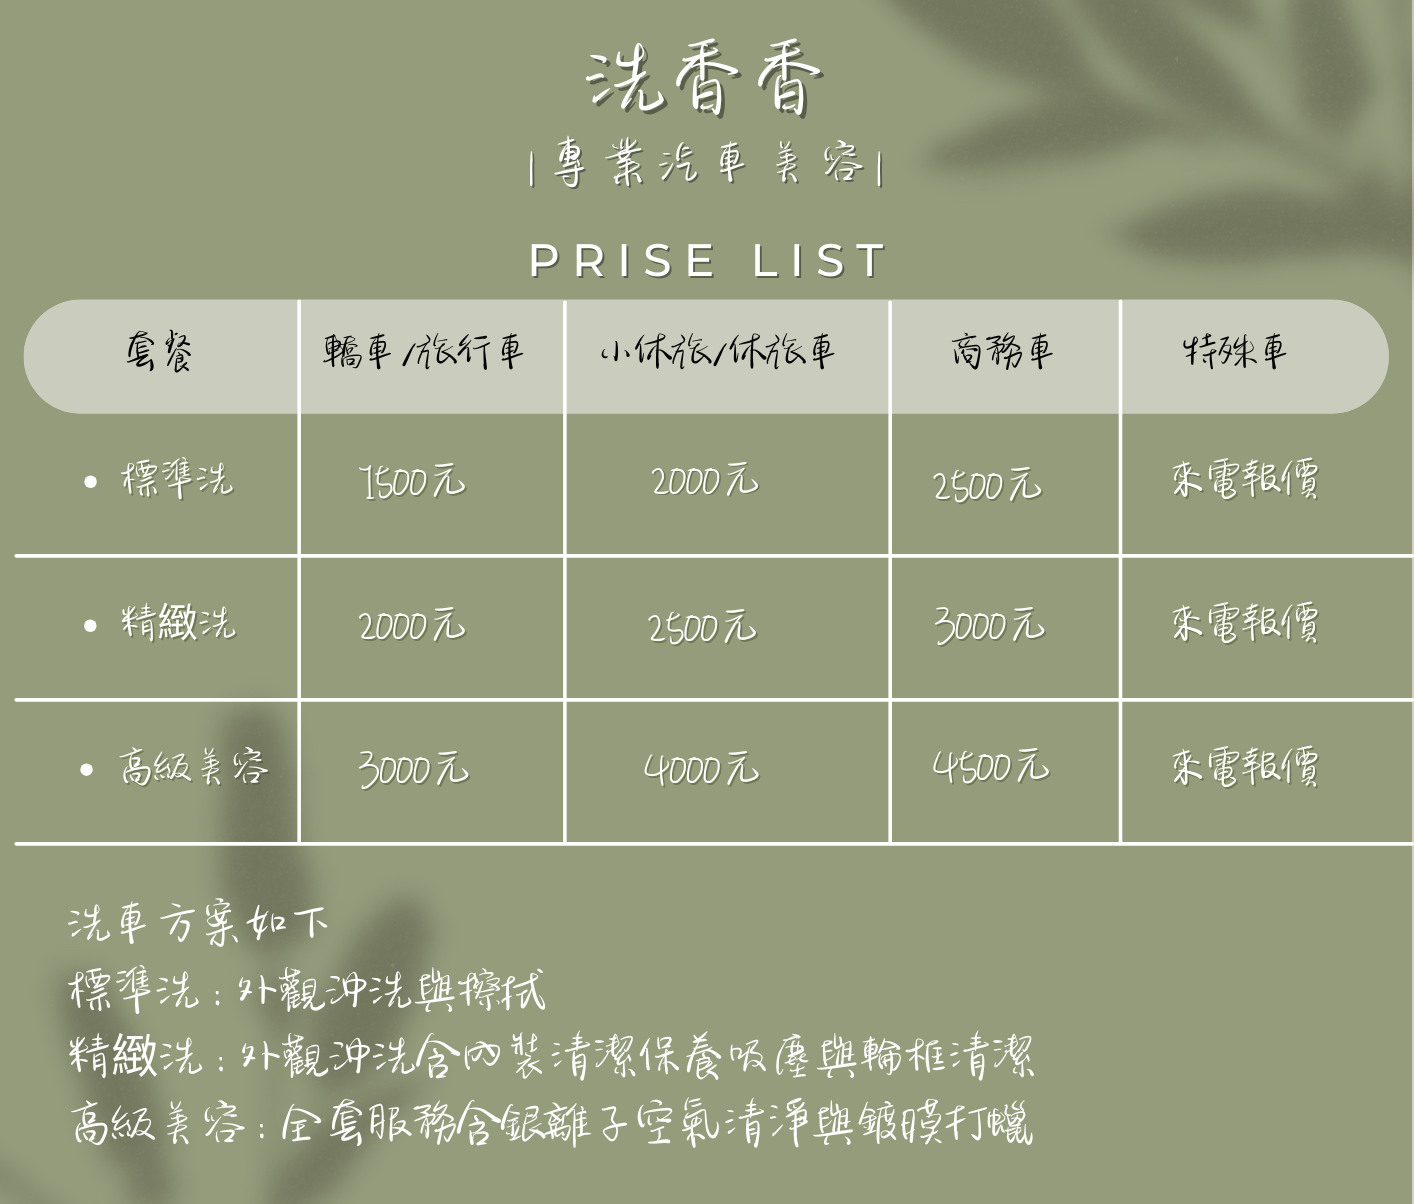 洗香香
|專業汽車美容|
PRISE LIST
套餐 轎車/旅行車 小休旅/休旅車 商務車 特殊車
• 標準洗 1500元 2000元 2500元 來電報價
• 精緻洗 2000元 2500元 3000元 來電報價
• 高級美容 3000元 4000元 4500元 來電報價
洗車方案如下
標準洗:外觀沖洗與擦拭
精緻洗:外觀沖洗含內裝清潔保養吸塵與輪框清潔
高級美容:全套服務含銀離子空氣清淨與鍍膜打蠟